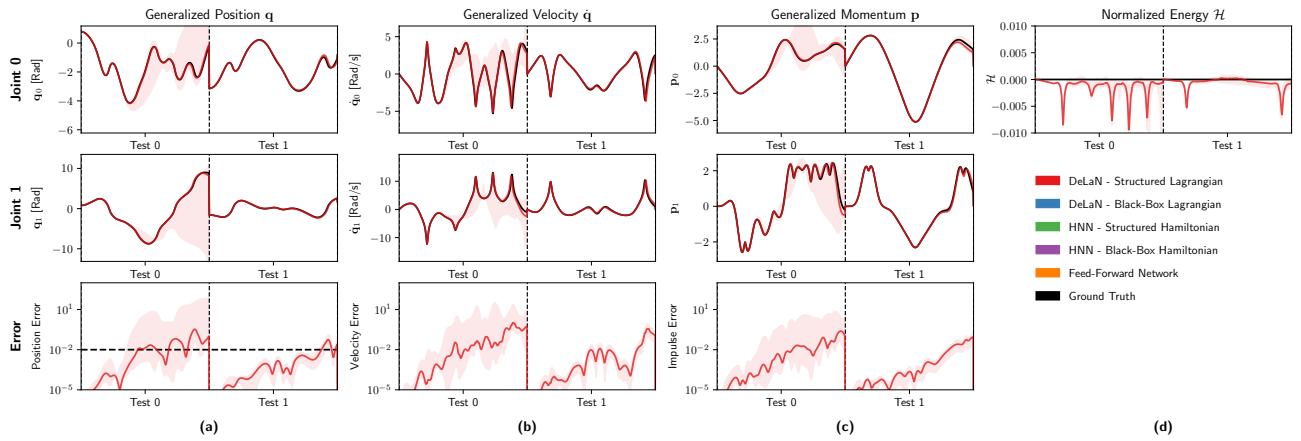 Generalized Position q
Generalized Velocity q̇
Generalized Momentum p
Normalized Energy ℋ
Joint 0
q₀ [Rad]
0
−2
−4
−6
Test 0
Test 1
q̇₀ [Rad/s]
5
0
−5
Test 0
Test 1
p₀
2.5
0.0
−2.5
−5.0
Test 0
Test 1
ℋ
0.010
0.005
0.000
−0.005
−0.010
Test 0
Test 1
Joint 1
q₁ [Rad]
10
0
−10
Test 0
Test 1
q̇₁ [Rad/s]
10
0
−10
Test 0
Test 1
p₁
2
0
−2
Test 0
Test 1
DeLaN - Structured Lagrangian
DeLaN - Black-Box Lagrangian
HNN - Structured Hamiltonian
HNN - Black-Box Hamiltonian
Feed-Forward Network
Ground Truth
Error
Position Error
10¹
10⁻²
10⁻⁵
Test 0
Test 1
Velocity Error
10¹
10⁻²
10⁻⁵
Test 0
Test 1
Impulse Error
10¹
10⁻²
10⁻⁵
Test 0
Test 1
(a)
(b)
(c)
(d)